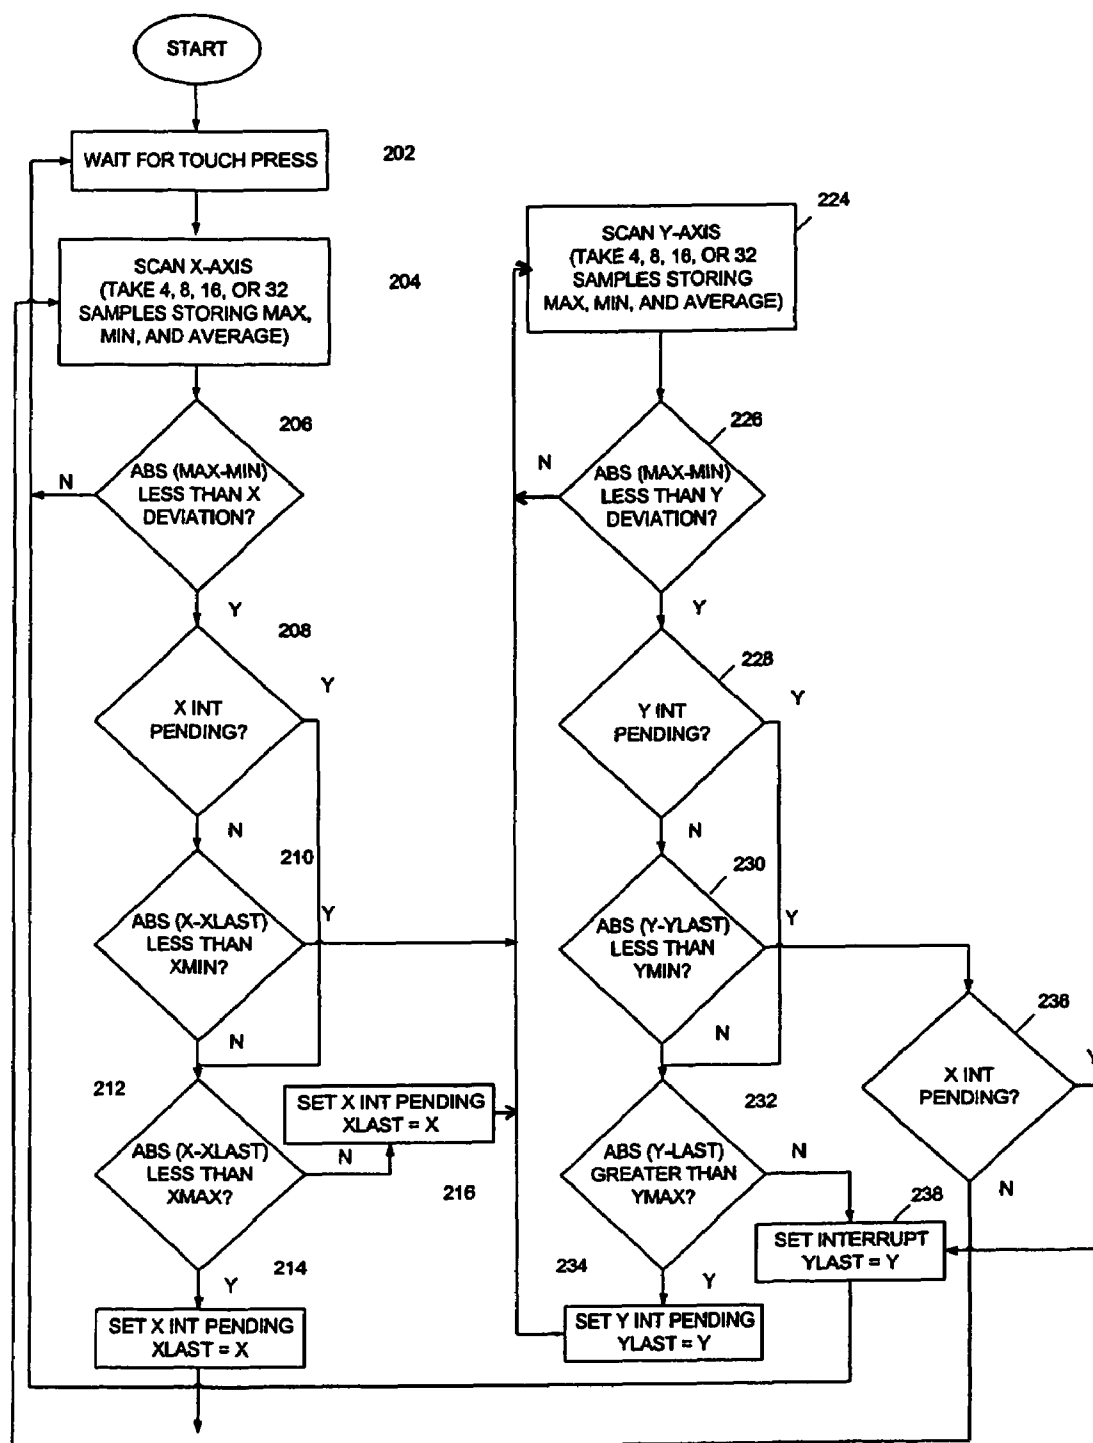 START
WAIT FOR TOUCH PRESS
202
SCAN X-AXIS
(TAKE 4, 8, 16, OR 32
SAMPLES STORING MAX,
MIN, AND AVERAGE)
204
206
ABS (MAX-MIN)
LESS THAN X
DEVIATION?
N
Y
208
X INT
PENDING?
Y
N
210
ABS (X-XLAST)
LESS THAN
XMIN?
Y
N
212
ABS (X-XLAST)
LESS THAN
XMAX?
N
SET X INT PENDING
XLAST = X
216
Y
214
SET X INT PENDING
XLAST = X
224
SCAN Y-AXIS
(TAKE 4, 8, 16, OR 32
SAMPLES STORING
MAX, MIN, AND AVERAGE)
226
N
ABS (MAX-MIN)
LESS THAN Y
DEVIATION?
Y
228
Y INT
PENDING?
Y
N
230
ABS (Y-YLAST)
LESS THAN
YMIN?
Y
N
232
ABS (Y-LAST)
GREATER THAN
YMAX?
N
Y
234
SET Y INT PENDING
YLAST = Y
236
X INT
PENDING?
Y
N
238
SET INTERRUPT
YLAST = Y